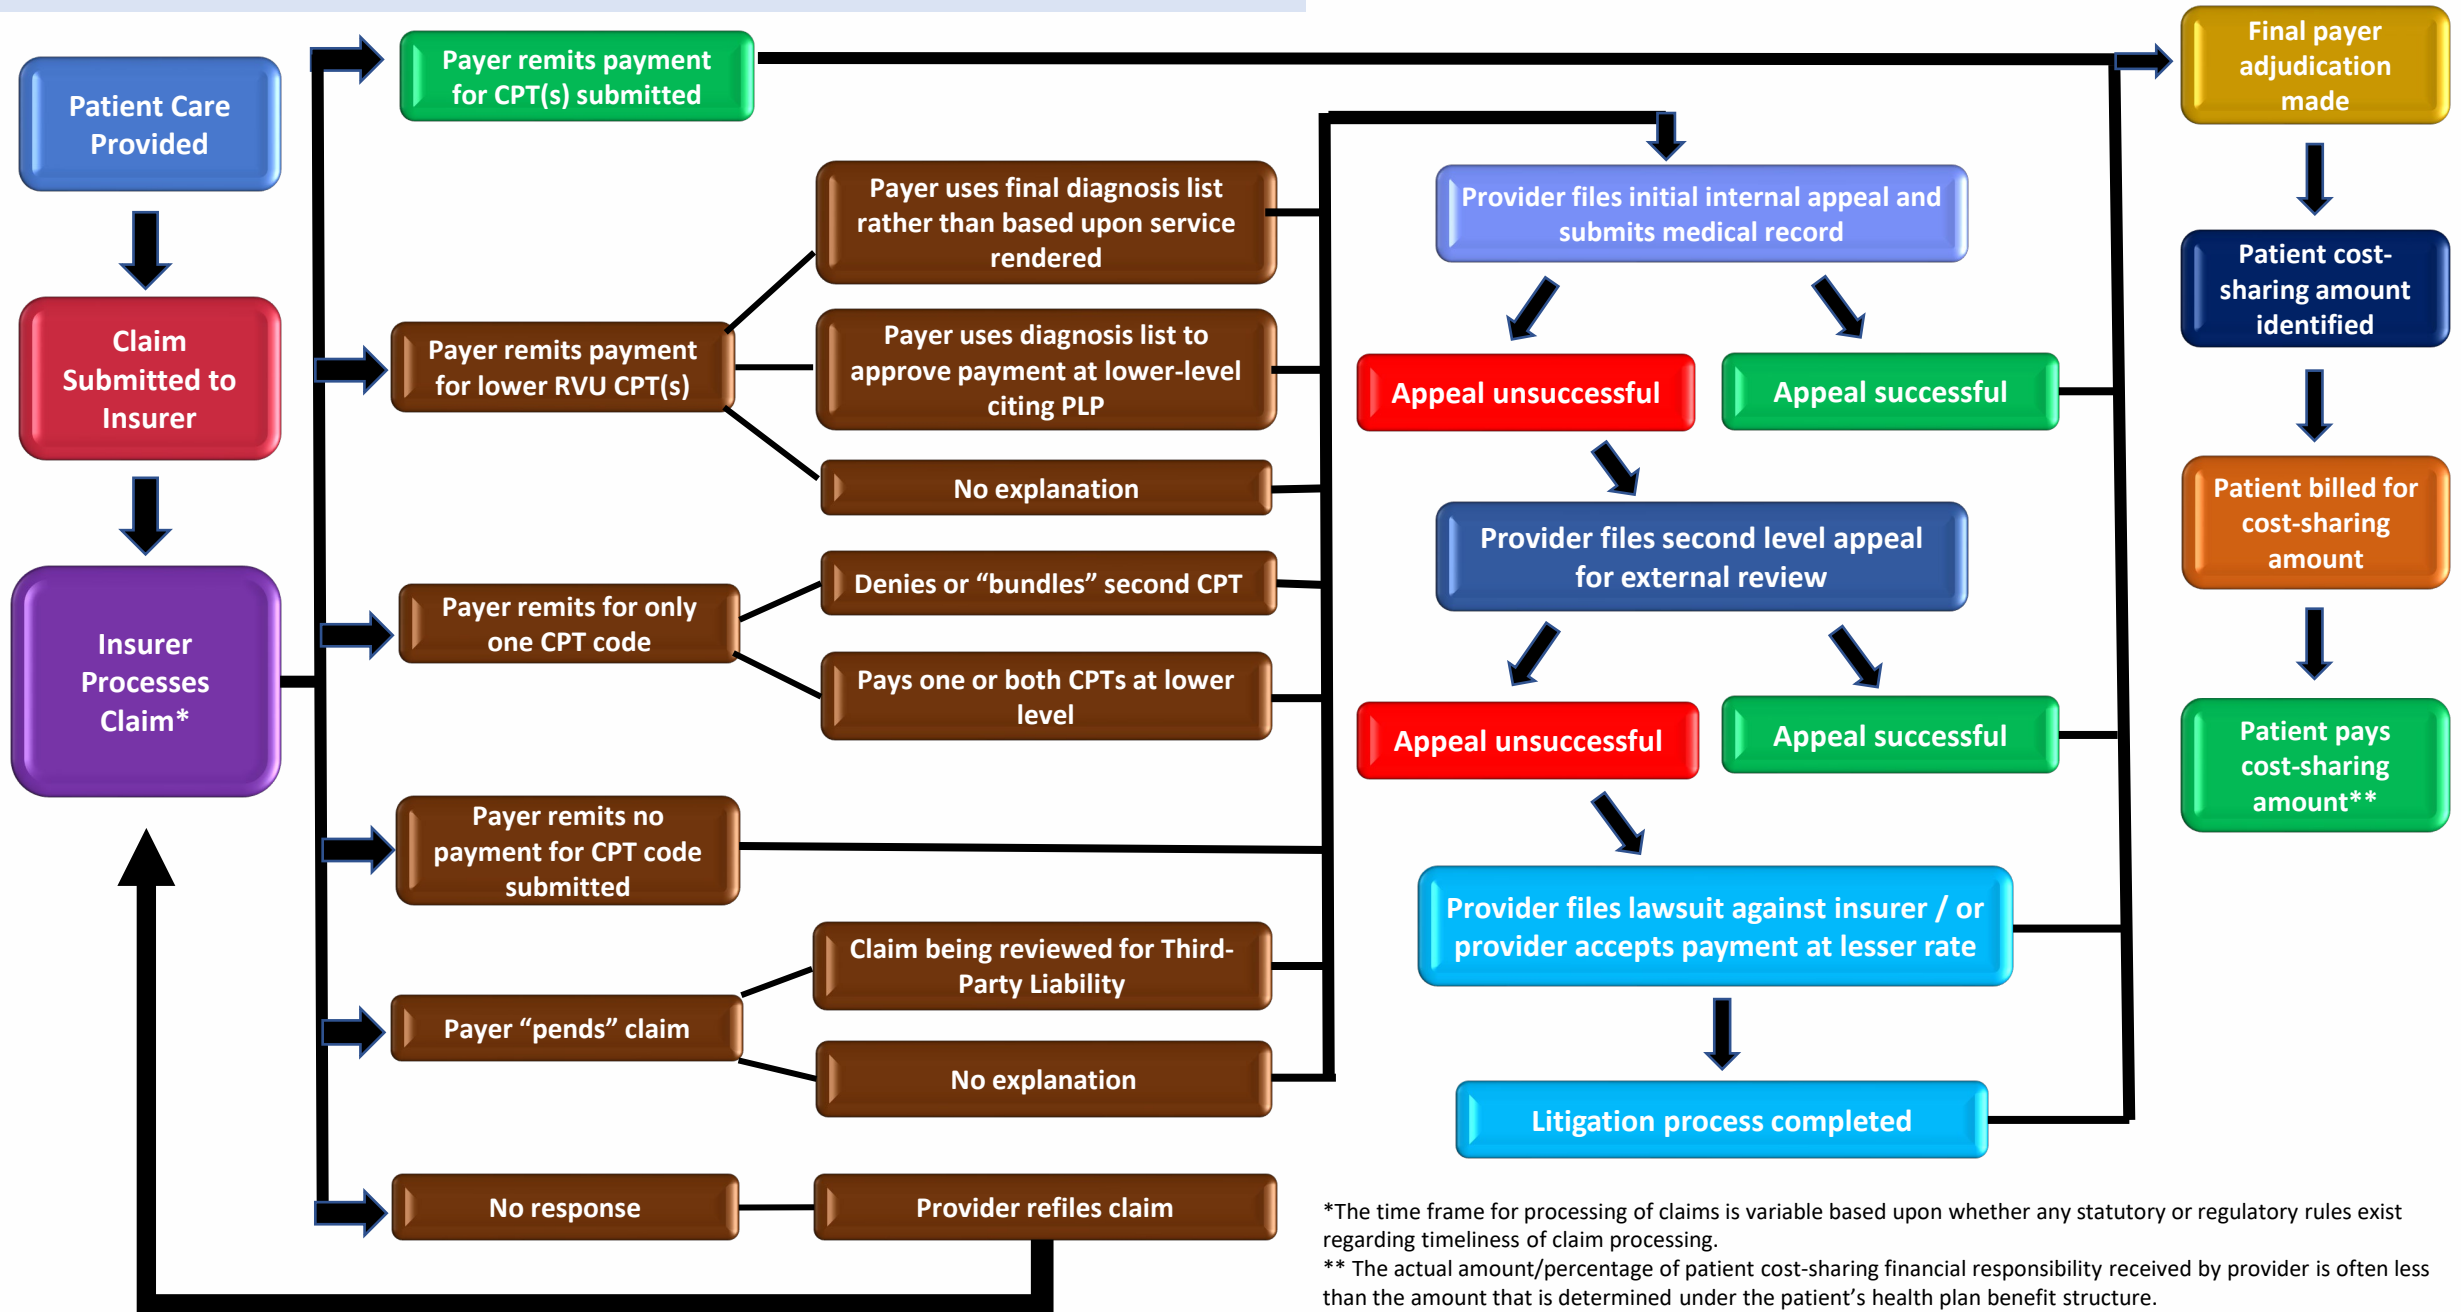 Patient Care
Provided
Claim
Submitted to
Insurer
Insurer
Processes
Claim*
Payer remits payment
for CPT(s) submitted
Payer remits payment
for lower RVU CPT(s)
Payer uses final diagnosis list
rather than based upon service
rendered
Payer uses diagnosis list to
approve payment at lower-level
citing PLP
No explanation
Payer remits for only
one CPT code
Denies or “bundles” second CPT
Pays one or both CPTs at lower
level
Payer remits no
payment for CPT code
submitted
Payer “pends” claim
Claim being reviewed for Third-
Party Liability
No explanation
No response
Provider refiles claim
Provider files initial internal appeal and
submits medical record
Appeal unsuccessful
Appeal successful
Provider files second level appeal
for external review
Appeal unsuccessful
Appeal successful
Provider files lawsuit against insurer / or
provider accepts payment at lesser rate
Litigation process completed
Final payer
adjudication
made
Patient cost-
sharing amount
identified
Patient billed for
cost-sharing
amount
Patient pays
cost-sharing
amount**
*The time frame for processing of claims is variable based upon whether any statutory or regulatory rules exist
regarding timeliness of claim processing.
** The actual amount/percentage of patient cost-sharing financial responsibility received by provider is often less
than the amount that is determined under the patient’s health plan benefit structure.